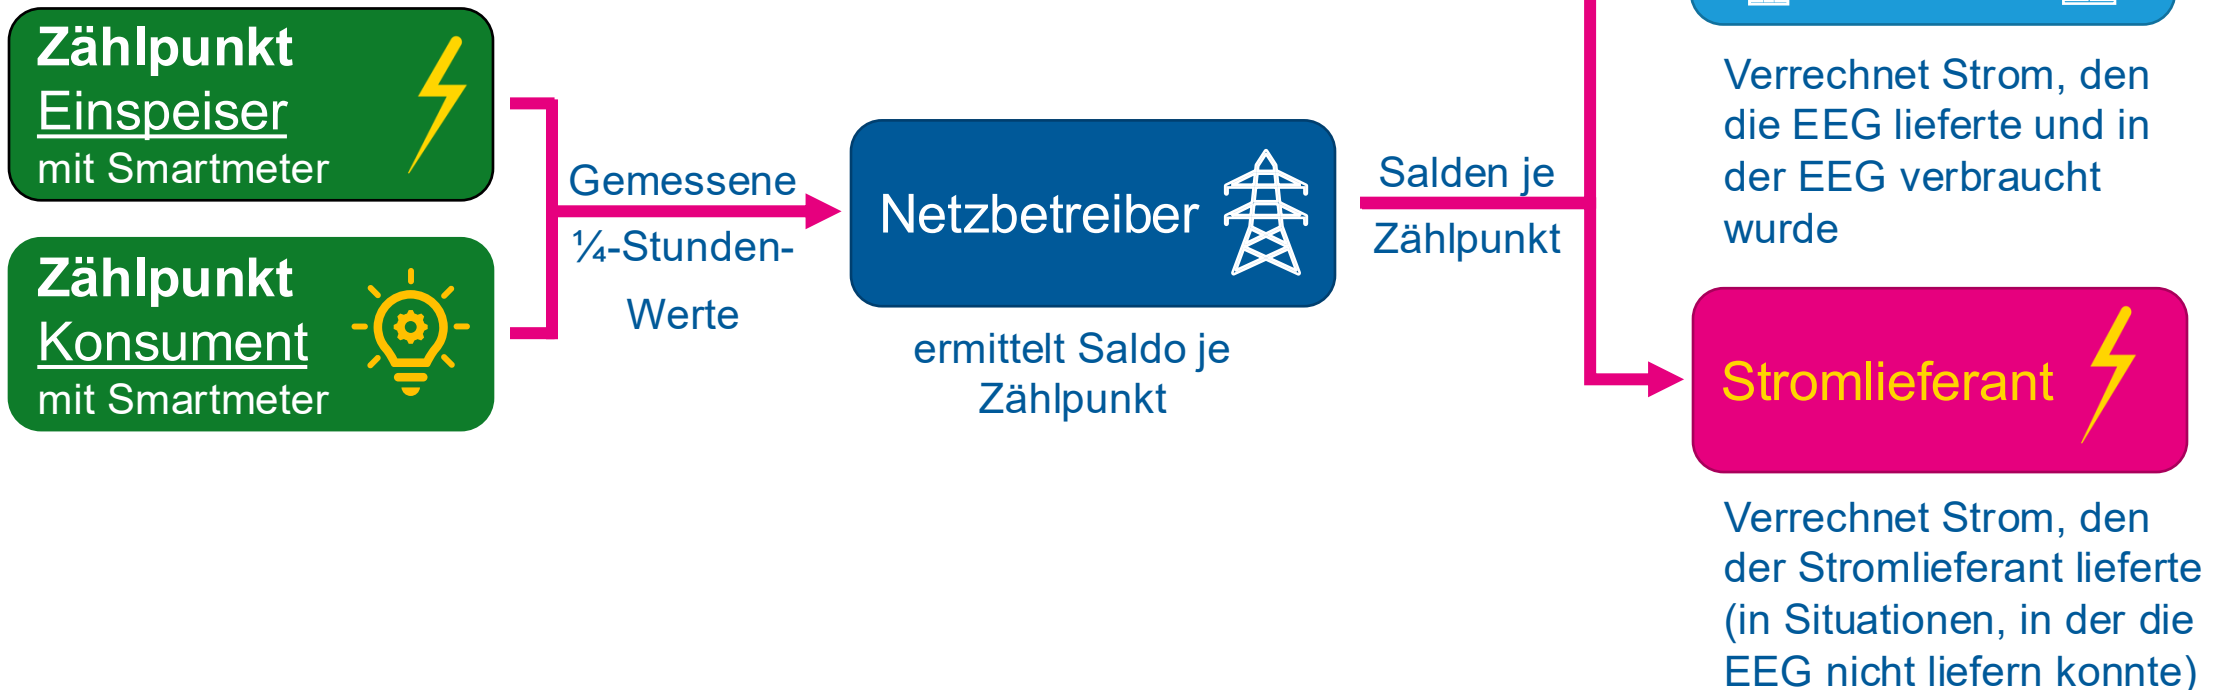 Zählpunkt
Einspeiser
mit Smartmeter
Zählpunkt
Konsument
mit Smartmeter
Gemessene
¼-Stunden-
Werte
Netzbetreiber
ermittelt Saldo je
Zählpunkt
Salden je
Zählpunkt
Verrechnet Strom, den
die EEG lieferte und in
der EEG verbraucht
wurde
Stromlieferant
Verrechnet Strom, den
der Stromlieferant lieferte
(in Situationen, in der die
EEG nicht liefern konnte)